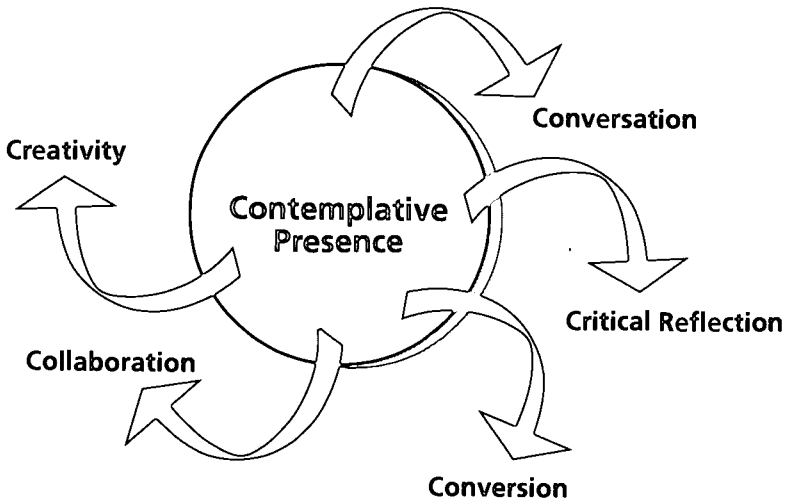 Conversation
Creativity
Contemplative
Presence
Critical Reflection
Collaboration
Conversion